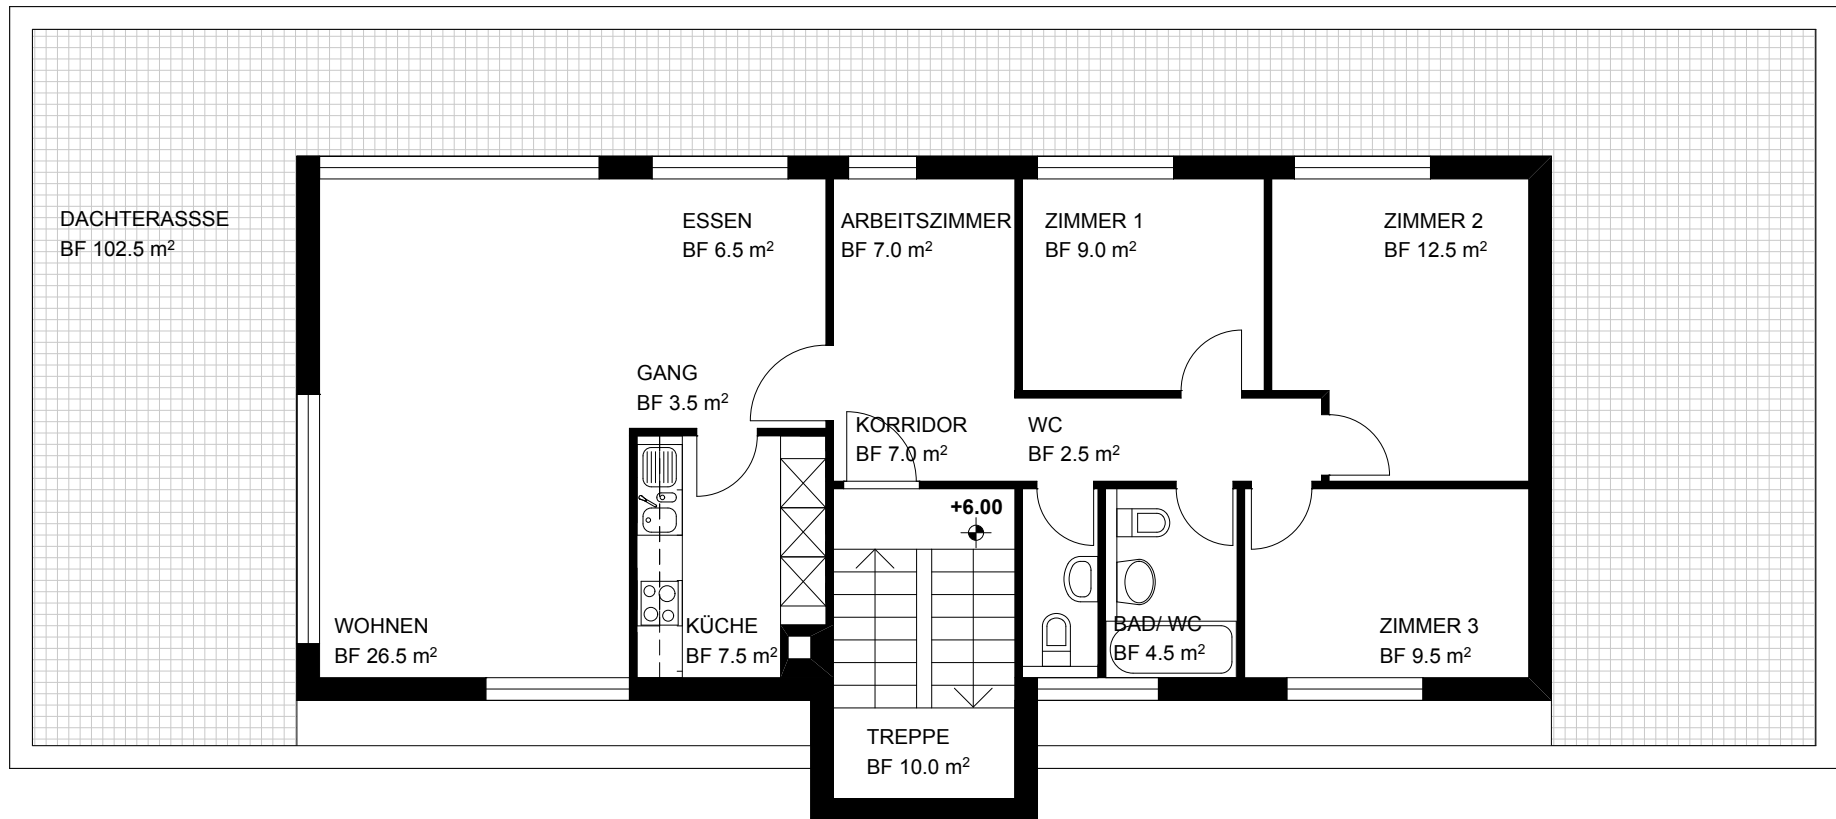 DACHTERASSSE
BF 102.5 m²
ESSEN
BF 6.5 m²
ARBEITSZIMMER
BF 7.0 m²
ZIMMER 1
BF 9.0 m²
ZIMMER 2
BF 12.5 m²
GANG
BF 3.5 m²
KORRIDOR
BF 7.0 m²
WC
BF 2.5 m²
+6.00
WOHNEN
BF 26.5 m²
KÜCHE
BF 7.5 m²
BAD/ WC
BF 4.5 m²
ZIMMER 3
BF 9.5 m²
TREPPE
BF 10.0 m²